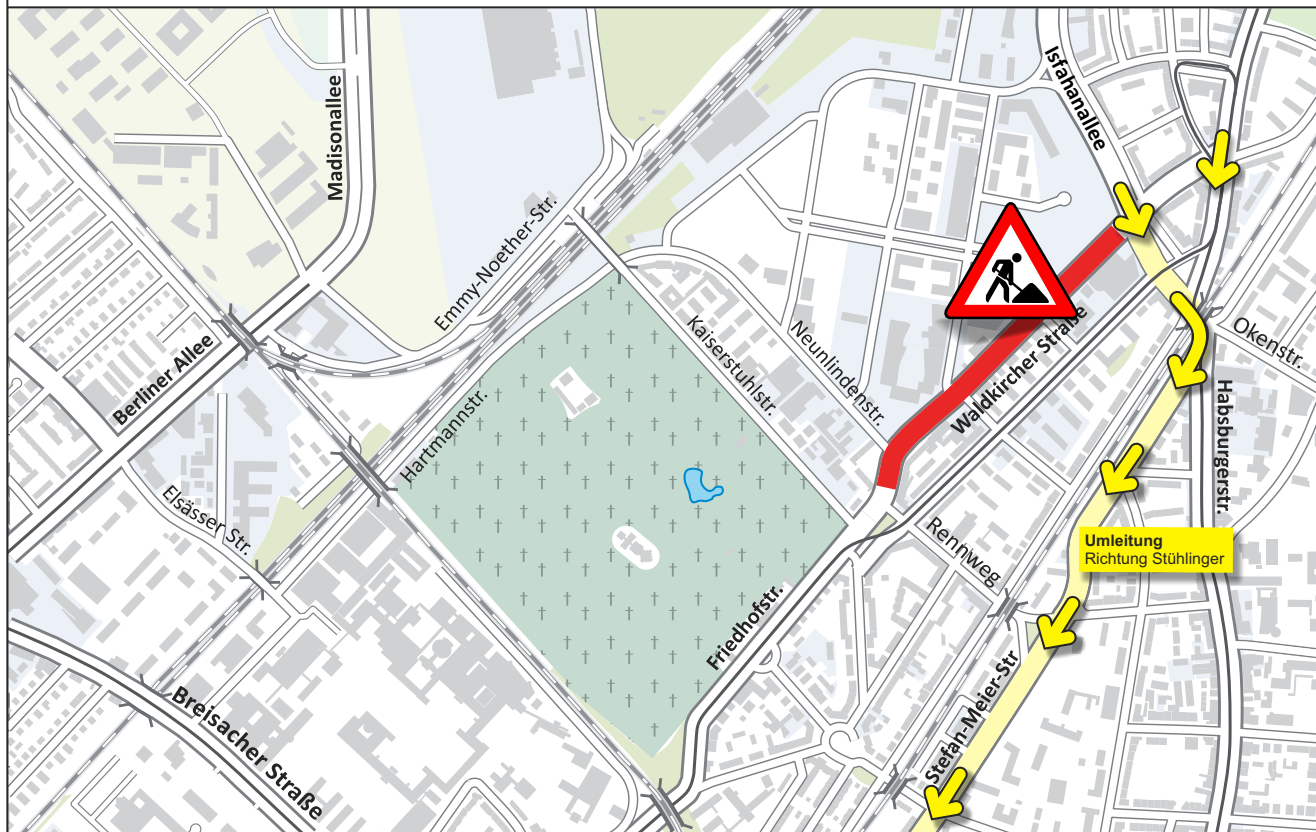 Isfahanallee
Madisonallee
Emmy-Noether-Str.
Berliner Allee
Hartmannstr.
Kaiserstuhlstr.
Neunlindenstr.
Waldkircher Straße
Okenstr.
Habsburgerstr.
Elsässer Str.
Rennweg
Umleitung
Richtung Stühlinger
Friedhofstr.
Stefan-Meier-Str
Breisacher Straße